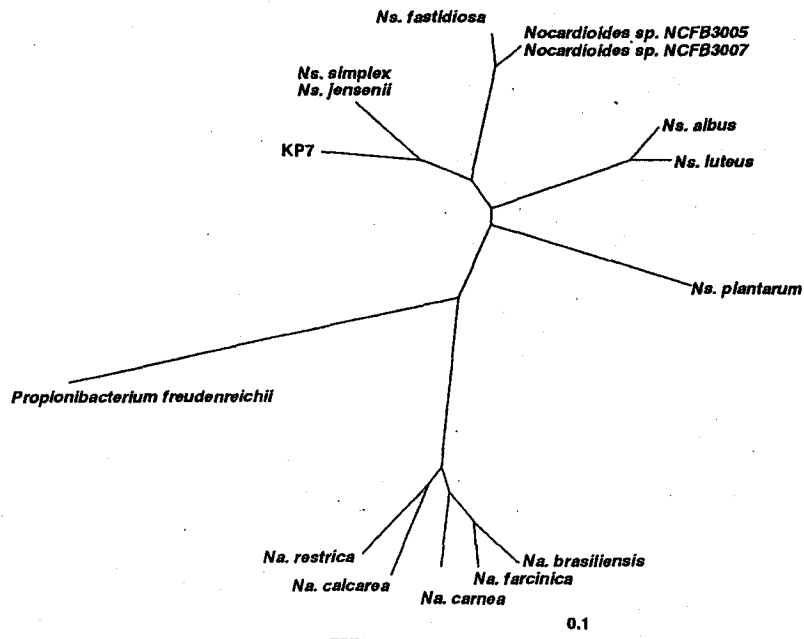 Ns. fastidiosa
Nocardioides sp. NCFB3005
Nocardioides sp. NCFB3007
Ns. simplex
Ns. jensenii
Ns. albus
KP7
Ns. luteus
Ns. plantarum
Propionibacterium freudenreichii
Na. restrica
Na. brasiliensis
Na. calcarea
Na. farcinica
Na. carnea
0.1